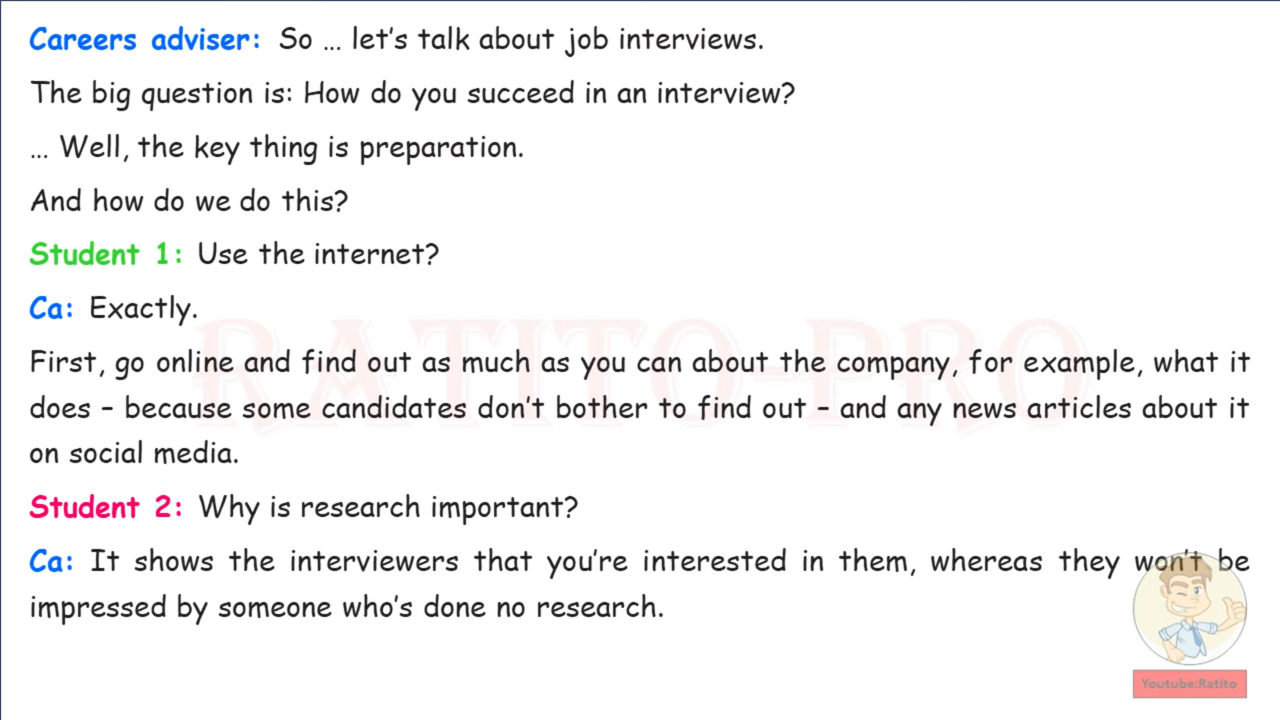 Careers adviser: So … let's talk about job interviews.
The big question is: How do you succeed in an interview?
… Well, the key thing is preparation.
And how do we do this?
Student 1: Use the internet?
Ca: Exactly.
First, go online and find out as much as you can about the company, for example, what it
does – because some candidates don't bother to find out – and any news articles about it
on social media.
Student 2: Why is research important?
Ca: It shows the interviewers that you're interested in them, whereas they won't be
impressed by someone who's done no research.
RATITO-PRO
Youtube:Ratito